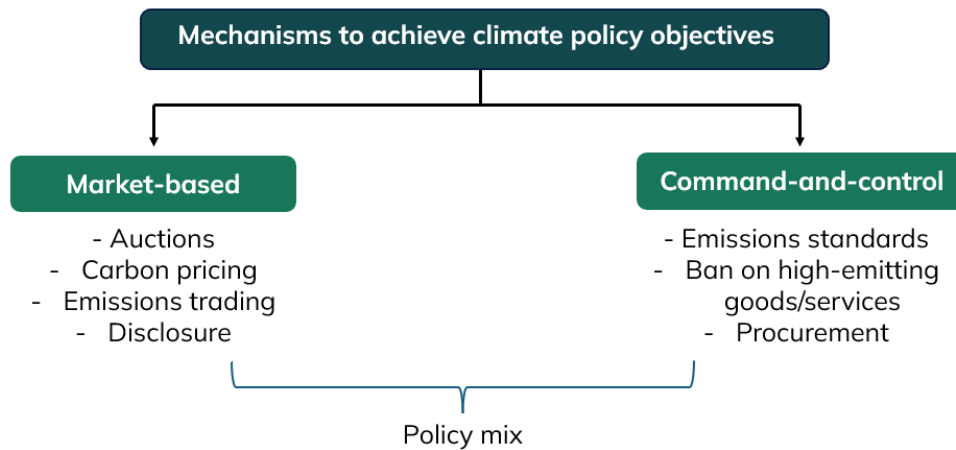 Mechanisms to achieve climate policy objectives
Market-based
- Auctions
- Carbon pricing
- Emissions trading
- Disclosure
Command-and-control
- Emissions standards
- Ban on high-emitting
goods/services
- Procurement
Policy mix